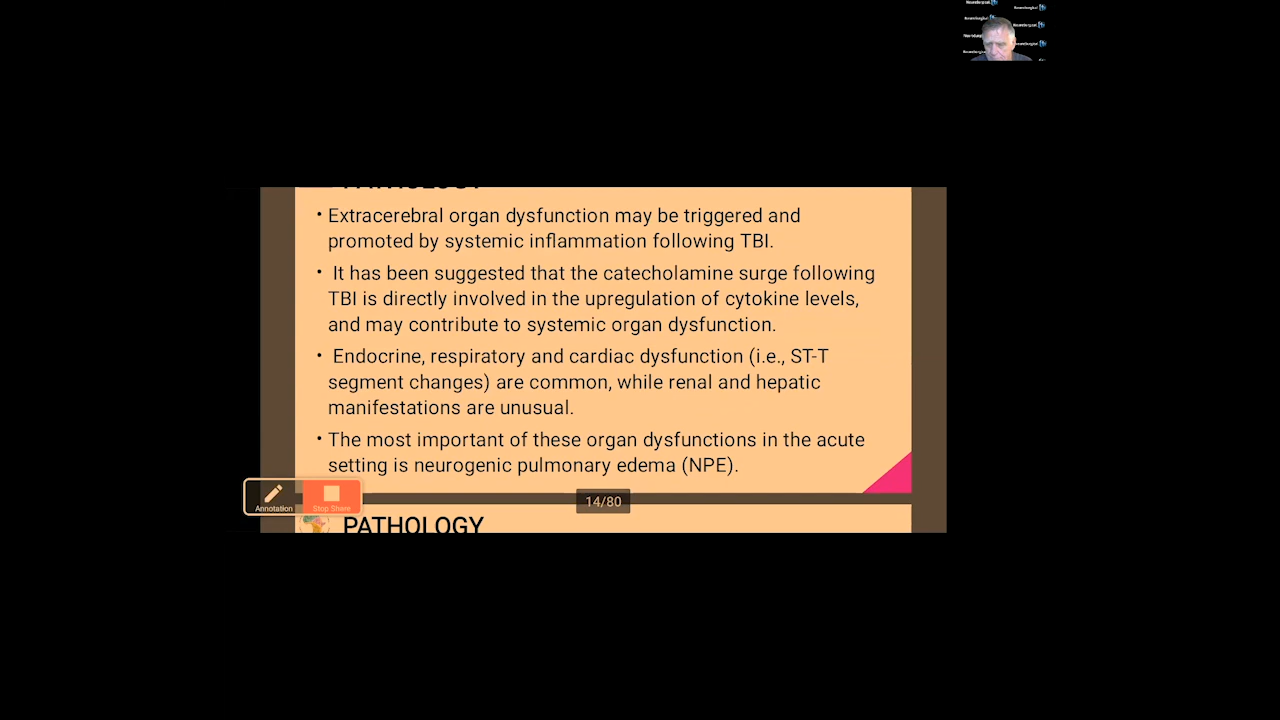 PATHOLOGY
• Extracerebral organ dysfunction may be triggered and
promoted by systemic inflammation following TBI.
• It has been suggested that the catecholamine surge following
TBI is directly involved in the upregulation of cytokine levels,
and may contribute to systemic organ dysfunction.
• Endocrine, respiratory and cardiac dysfunction (i.e., ST-T
segment changes) are common, while renal and hepatic
manifestations are unusual.
• The most important of these organ dysfunctions in the acute
setting is neurogenic pulmonary edema (NPE).
Annotation
Stop Share
14/80
PATHOLOGY